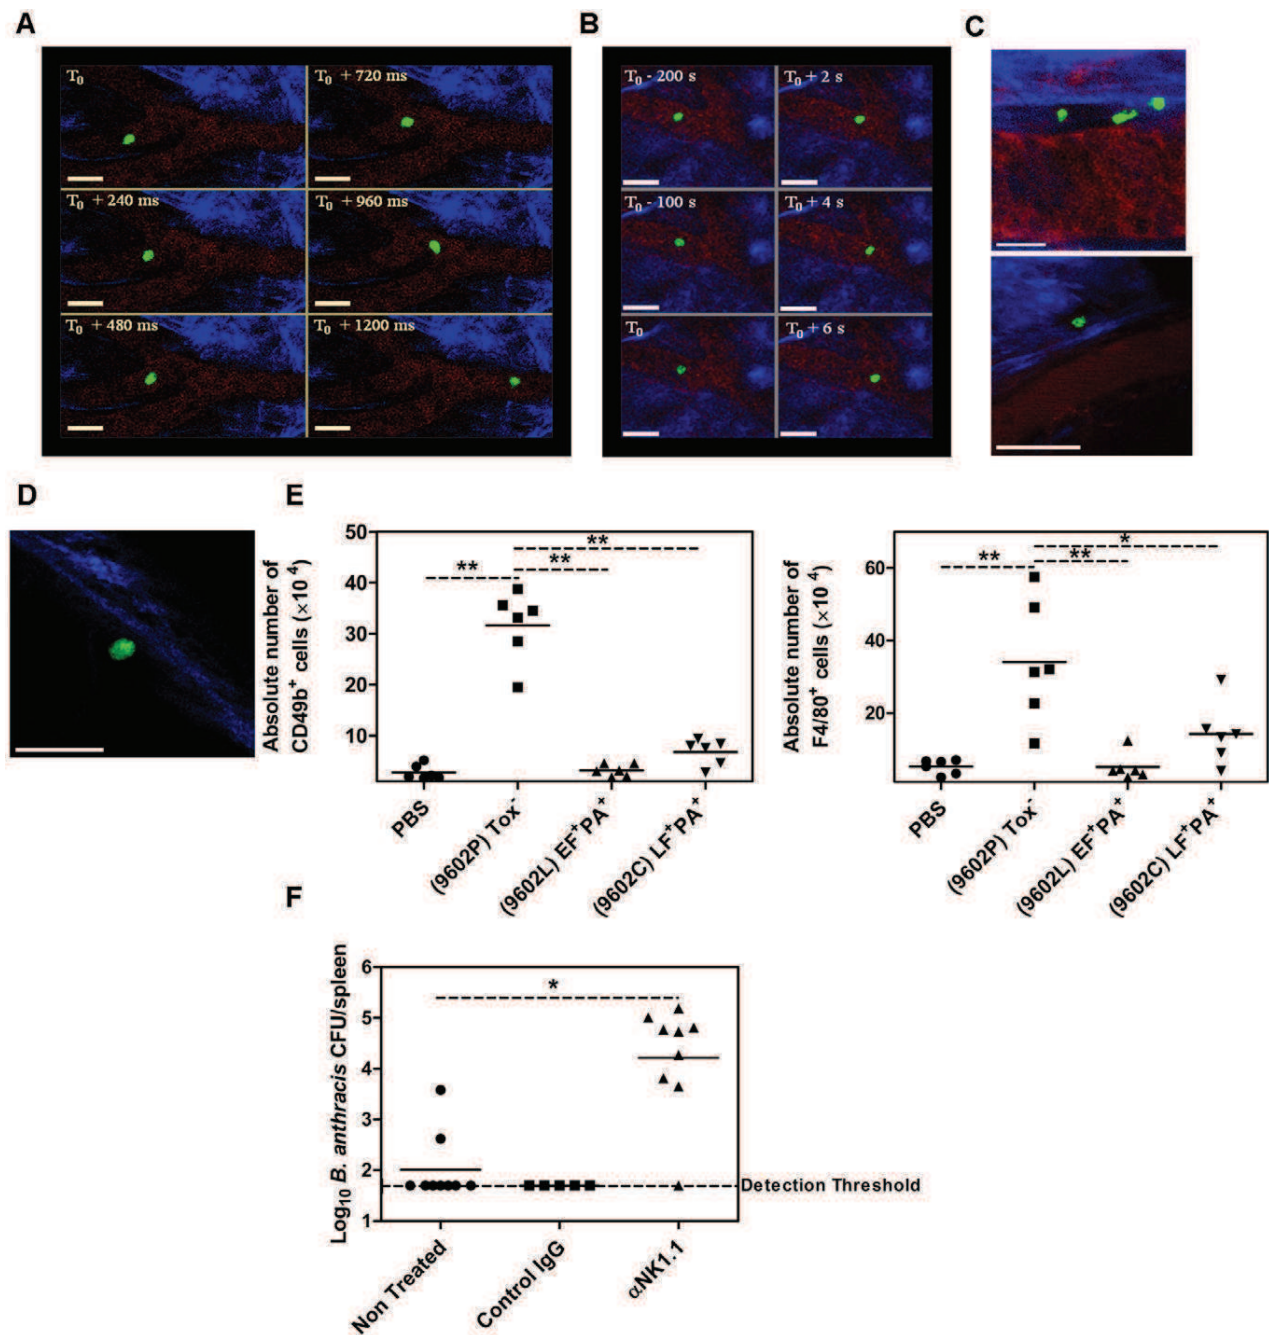 A
T0
T0 + 720 ms
T0 + 240 ms
T0 + 960 ms
T0 + 480 ms
T0 + 1200 ms
B
T0 - 200 s
T0 + 2 s
T0 - 100 s
T0 + 4 s
T0
T0 + 6 s
C
D
E
Absolute number of
CD49b+ cells (×10 4)
50
40
30
20
10
**
**
**
PBS
(9602P) Tox-
(9602L) EF+PA+
(9602C) LF+PA+
Absolute number of
F4/80+ cells (×10 4)
60
40
20
**
**
*
PBS
(9602P) Tox-
(9602L) EF+PA+
(9602C) LF+PA+
F
Log10 B. anthracis CFU/spleen
6
5
4
3
2
1
*
Detection Threshold
Non Treated
Control IgG
αNK1.1